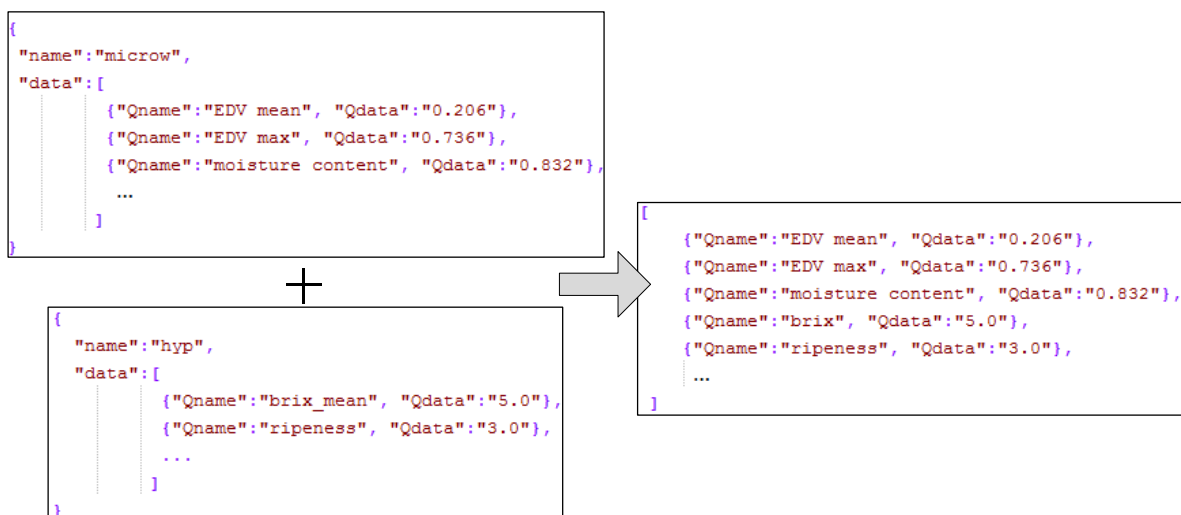 {
"name":"microw",
"data":[
{"Qname":"EDV mean", "Qdata":"0.206"},
{"Qname":"EDV max", "Qdata":"0.736"},
{"Qname":"moisture content", "Qdata":"0.832"},
...
]
}
+
{
"name":"hyp",
"data":[
{"Qname":"brix_mean", "Qdata":"5.0"},
{"Qname":"ripeness", "Qdata":"3.0"},
...
]
}
[
{"Qname":"EDV mean", "Qdata":"0.206"},
{"Qname":"EDV max", "Qdata":"0.736"},
{"Qname":"moisture content", "Qdata":"0.832"},
{"Qname":"brix", "Qdata":"5.0"},
{"Qname":"ripeness", "Qdata":"3.0"},
...
]